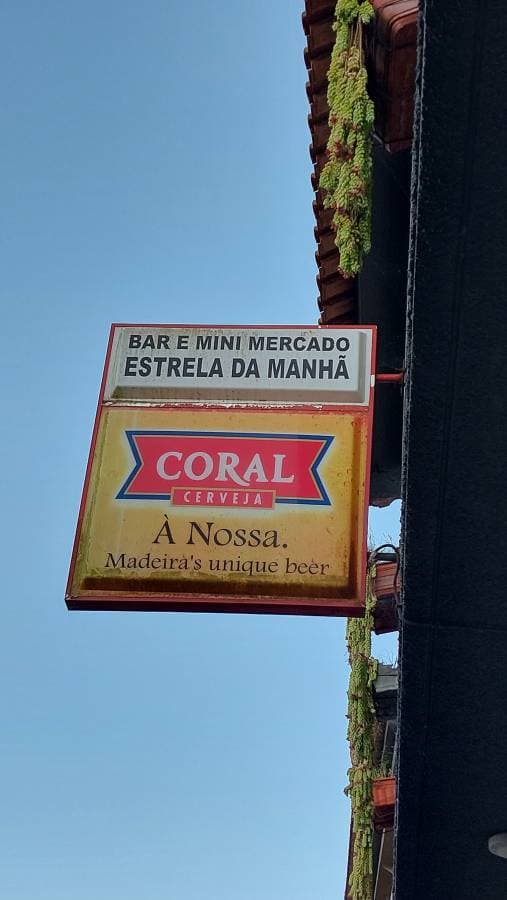 BAR E MINI MERCADO
ESTRELA DA MANHÃ
CORAL
CERVEJA
À Nossa.
Madeira's unique beer